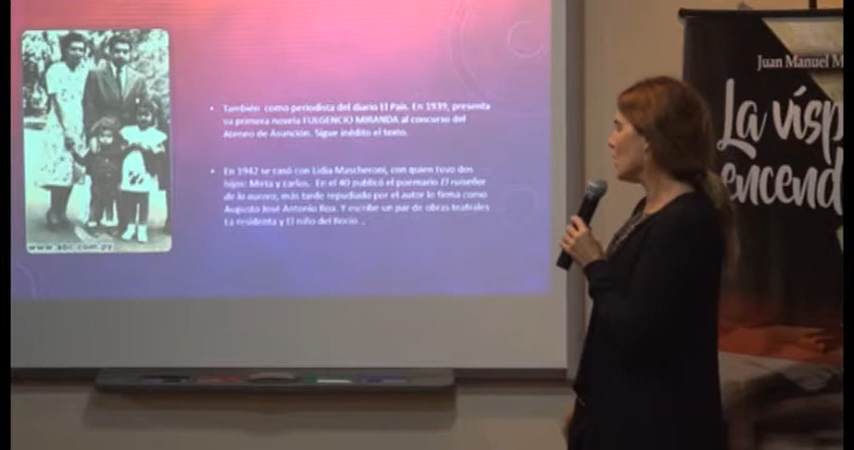 También como periodista del diario El País. En 1939, presenta
su primera novela FULGENCIO MIRANDA al concurso del
Ateneo de Asunción. Sigue inédito el texto.
En 1942 se casó con Lidia Mascheroni, con quien tuvo dos
hijos: Meta y carlos. En el 40 publicó el poemario El ruiseñor
de la aurora, más tarde repudiado por el autor lo firma como
Augusto José Antonio Roa. Y escribe un par de obras teatrales
La residenta y El niño del Rocío. .
www.abc.com.py
Juan Manuel M
La vísp
encend